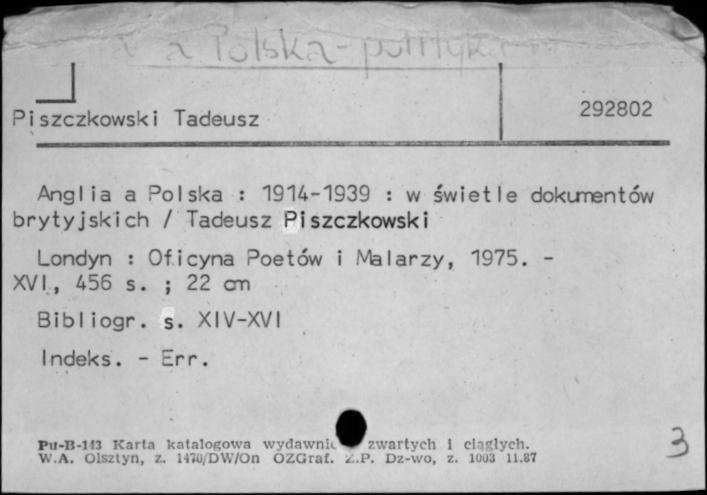 a Polska - polityka
Piszczkowski Tadeusz
292802
Anglia a Polska : 1914-1939 : w świetle dokumentów
brytyjskich / Tadeusz Piszczkowski
Londyn : Oficyna Poetów i Malarzy, 1975. -
XVI, 456 s. ; 22 cm
Bibliogr. s. XIV-XVI
Indeks. - Err.
3
Pu-B-143 Karta katalogowa zwartych i ciągłych.
W.A. Olsztyn, z. 1470/DW/On OZGraf. Z.P. Dz-wo, z. 1003 11.87